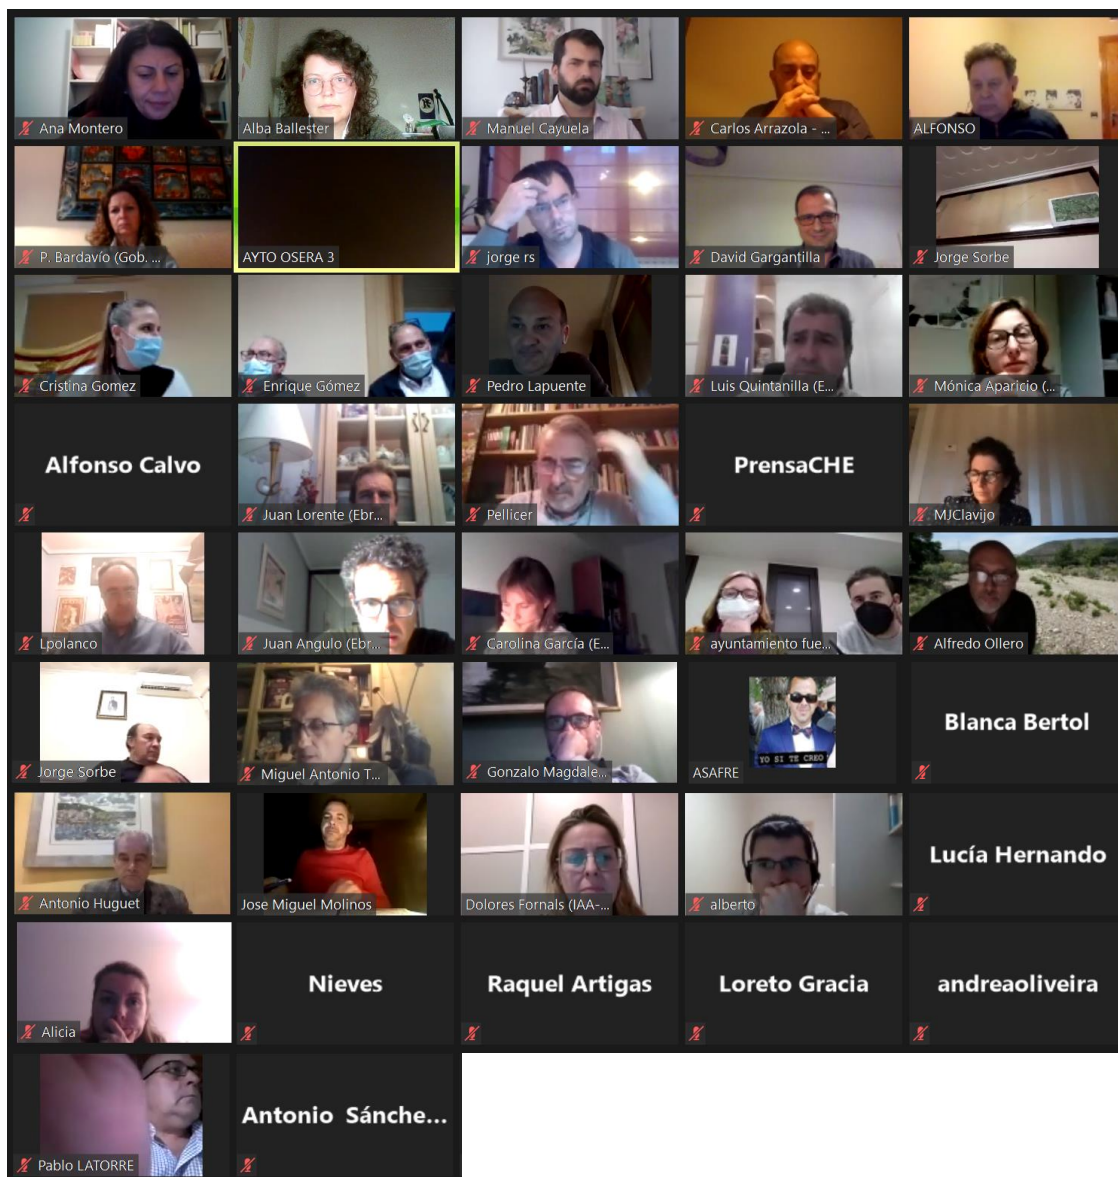 Ana Montero
Alba Ballester
Manuel Cayuela
Carlos Arrazola - ...
ALFONSO
P. Bardavío (Gob. ...
AYTO OSERA 3
jorge rs
David Gargantilla
Jorge Sorbe
Cristina Gomez
Enrique Gómez
Pedro Lapuente
Luis Quintanilla (E...
Mónica Aparicio (...
Alfonso Calvo
Juan Lorente (Ebr...
Pellicer
PrensaCHE
MJClavijo
Lpolanco
Juan Angulo (Ebr...
Carolina García (E...
ayuntamiento fue...
Alfredo Ollero
Jorge Sorbe
Miguel Antonio T...
Gonzalo Magdale...
YO SI TE CREO
ASAFRE
Blanca Bertol
Antonio Huguet
Jose Miguel Molinos
Dolores Fornals (IAA-...
alberto
Lucía Hernando
Alicia
Nieves
Raquel Artigas
Loreto Gracia
andreaoliveira
Pablo LATORRE
Antonio Sánche...